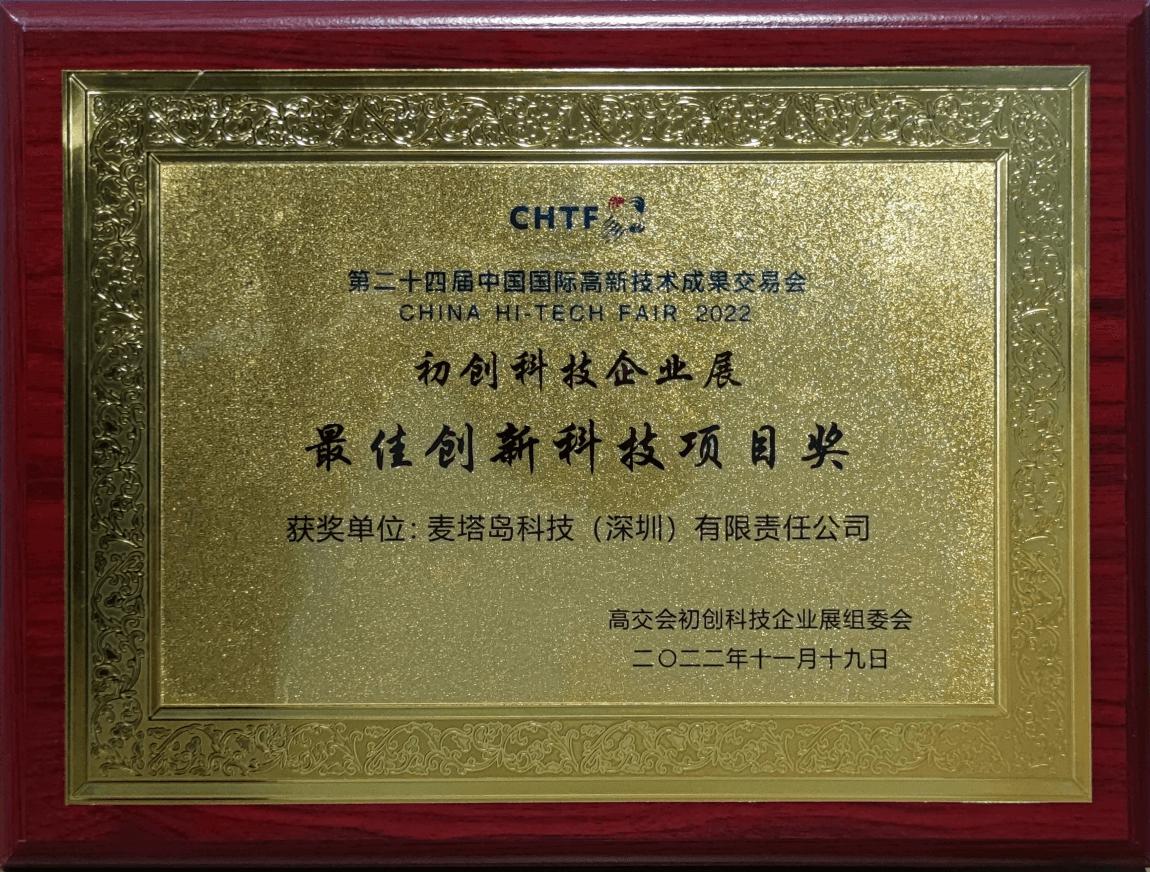 CHTF
第二十四届中国国际高新技术成果交易会
CHINA HI-TECH FAIR 2022
初创科技企业展
最佳创新科技项目奖
获奖单位：麦塔岛科技（深圳）有限责任公司
高交会初创科技企业展组委会
二〇二二年十一月十九日